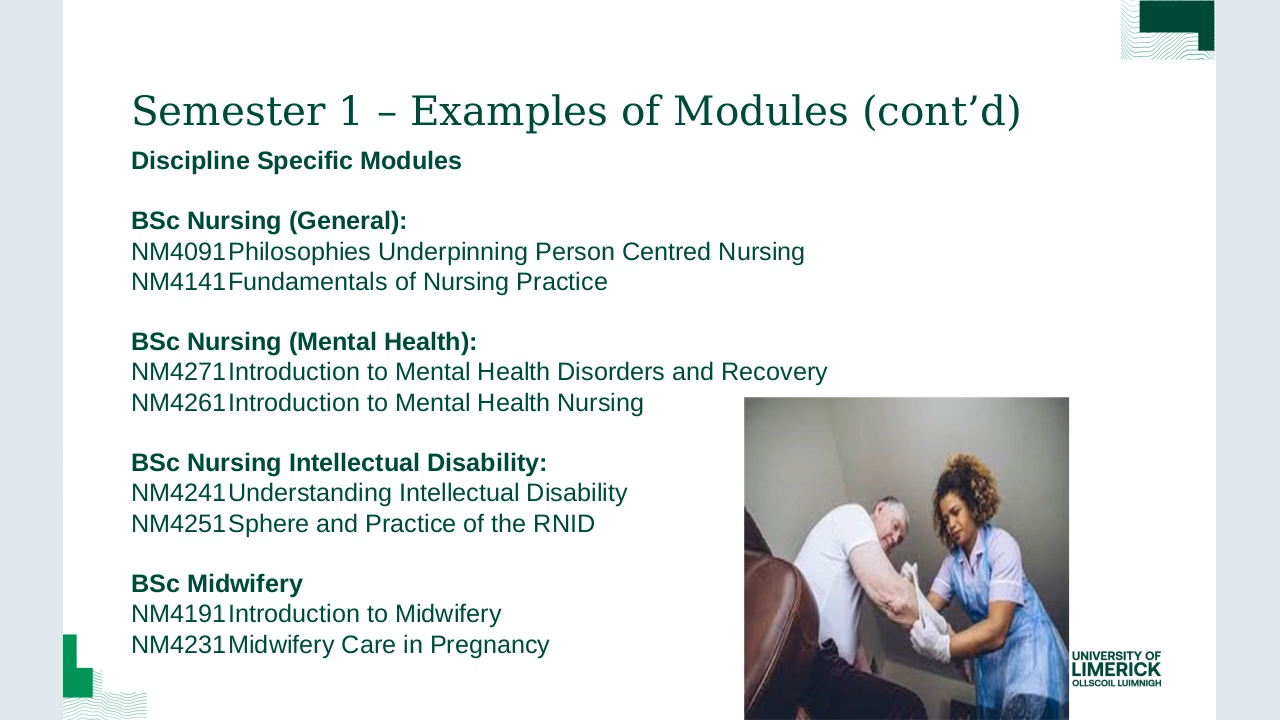 Semester 1 – Examples of Modules (cont’d)
Discipline Specific Modules
BSc Nursing (General):
NM4091 Philosophies Underpinning Person Centred Nursing
NM4141 Fundamentals of Nursing Practice
BSc Nursing (Mental Health):
NM4271 Introduction to Mental Health Disorders and Recovery
NM4261 Introduction to Mental Health Nursing
BSc Nursing Intellectual Disability:
NM4241 Understanding Intellectual Disability
NM4251 Sphere and Practice of the RNID
BSc Midwifery
NM4191 Introduction to Midwifery
NM4231 Midwifery Care in Pregnancy
UNIVERSITY OF
LIMERICK
OLLSCOIL LUIMNIGH